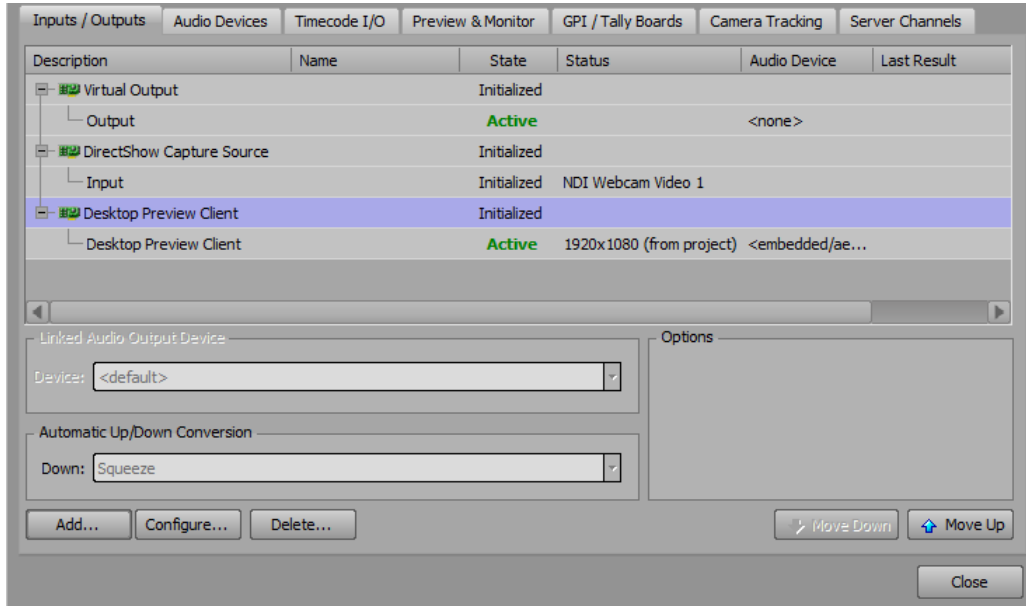 Inputs / Outputs Audio Devices Timecode I/O Preview & Monitor GPI / Tally Boards Camera Tracking Server Channels
Description Name State Status Audio Device Last Result
Virtual Output Initialized
Output Active <none>
DirectShow Capture Source Initialized
Input Initialized NDI Webcam Video 1
Desktop Preview Client Initialized
Desktop Preview Client Active 1920x1080 (from project) <embedded/ae...
Linked Audio Output Device Options
Device: <default>
Automatic Up/Down Conversion
Down: Squeeze
Add... Configure... Delete... Move Down Move Up
Close